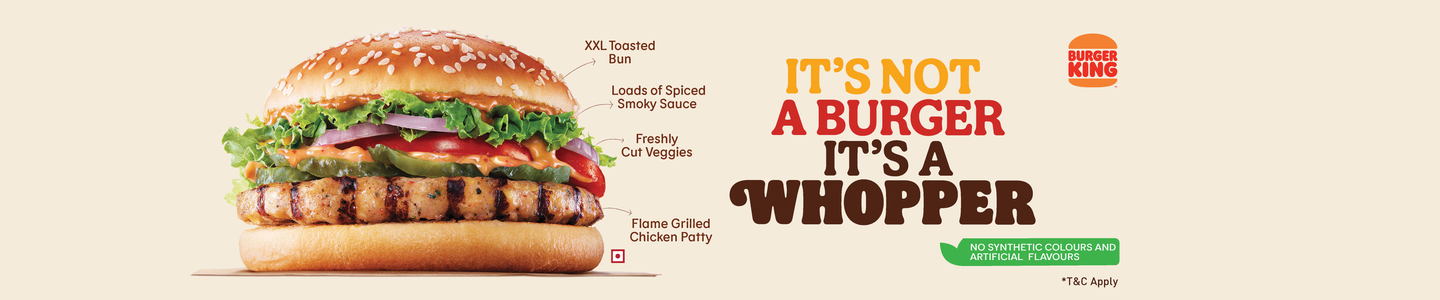 XXL Toasted
Bun
Loads of Spiced
Smoky Sauce
Freshly
Cut Veggies
Flame Grilled
Chicken Patty
IT'S NOT
A BURGER
IT'S A
WHOPPER
BURGER
KING
NO SYNTHETIC COLOURS AND
ARTIFICIAL FLAVOURS
*T&C Apply